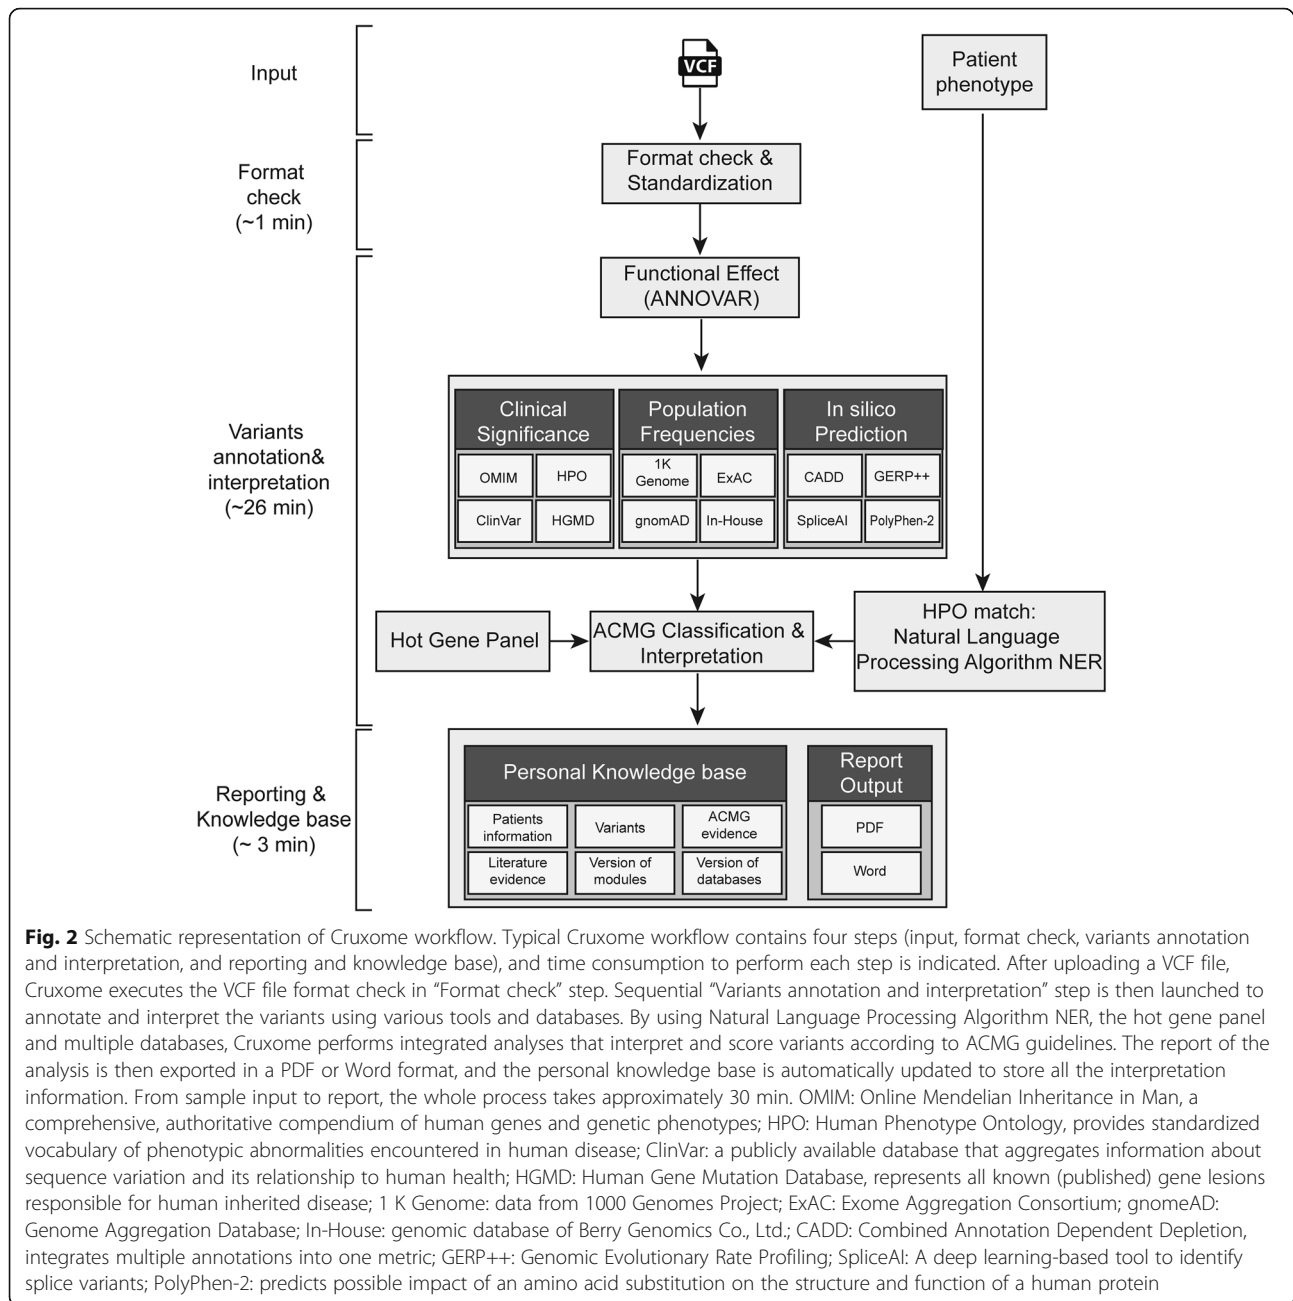 Input
VCF
Patient
phenotype
Format
check
(~1 min)
Format check &
Standardization
Functional Effect
(ANNOVAR)
Variants
annotation&
interpretation
(~26 min)
Clinical
Significance
OMIM
HPO
ClinVar
HGMD
Population
Frequencies
1K
Genome
ExAC
gnomAD
In-House
In silico
Prediction
CADD
GERP++
SpliceAI
PolyPhen-2
Hot Gene Panel
ACMG Classification &
Interpretation
HPO match:
Natural Language
Processing Algorithm NER
Reporting &
Knowledge base
(~ 3 min)
Personal Knowledge base
Patients
information
Variants
ACMG
evidence
Literature
evidence
Version of
modules
Version of
databases
Report
Output
PDF
Word
Fig. 2 Schematic representation of Cruxome workflow. Typical Cruxome workflow contains four steps (input, format check, variants annotation
and interpretation, and reporting and knowledge base), and time consumption to perform each step is indicated. After uploading a VCF file,
Cruxome executes the VCF file format check in “Format check” step. Sequential “Variants annotation and interpretation” step is then launched to
annotate and interpret the variants using various tools and databases. By using Natural Language Processing Algorithm NER, the hot gene panel
and multiple databases, Cruxome performs integrated analyses that interpret and score variants according to ACMG guidelines. The report of the
analysis is then exported in a PDF or Word format, and the personal knowledge base is automatically updated to store all the interpretation
information. From sample input to report, the whole process takes approximately 30 min. OMIM: Online Mendelian Inheritance in Man, a
comprehensive, authoritative compendium of human genes and genetic phenotypes; HPO: Human Phenotype Ontology, provides standardized
vocabulary of phenotypic abnormalities encountered in human disease; ClinVar: a publicly available database that aggregates information about
sequence variation and its relationship to human health; HGMD: Human Gene Mutation Database, represents all known (published) gene lesions
responsible for human inherited disease; 1 K Genome: data from 1000 Genomes Project; ExAC: Exome Aggregation Consortium; gnomeAD:
Genome Aggregation Database; In-House: genomic database of Berry Genomics Co., Ltd.; CADD: Combined Annotation Dependent Depletion,
integrates multiple annotations into one metric; GERP++: Genomic Evolutionary Rate Profiling; SpliceAI: A deep learning-based tool to identify
splice variants; PolyPhen-2: predicts possible impact of an amino acid substitution on the structure and function of a human protein